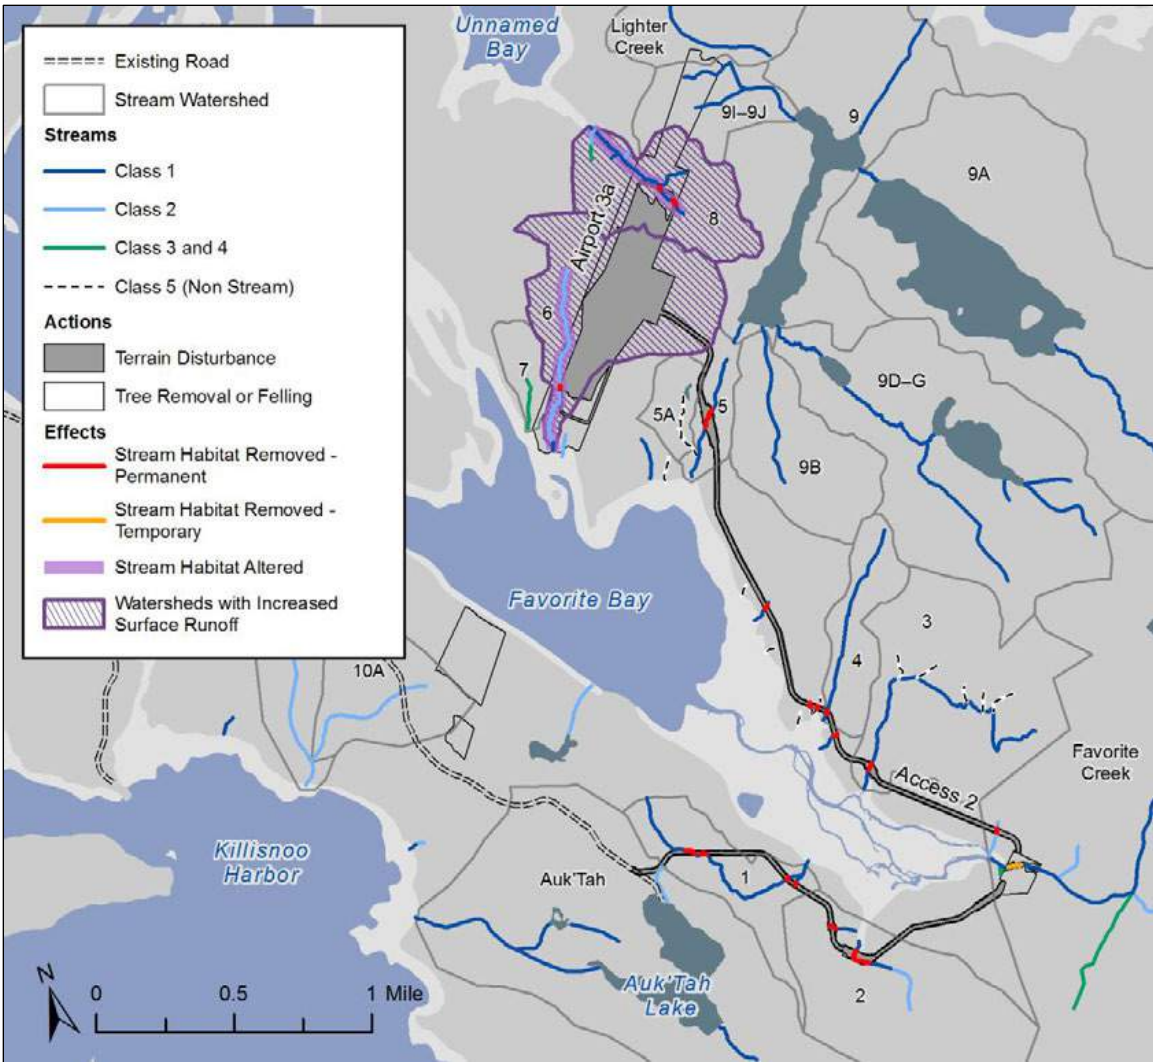 Existing Road
Stream Watershed
Streams
Class 1
Class 2
Class 3 and 4
Class 5 (Non Stream)
Actions
Terrain Disturbance
Tree Removal or Felling
Effects
Stream Habitat Removed -
Permanent
Stream Habitat Removed -
Temporary
Stream Habitat Altered
Watersheds with Increased
Surface Runoff
Unnamed
Bay
Lighter
Creek
9I–9J
9
9A
8
Airport 3a
6
7
5A
5
9D–G
9B
Favorite Bay
3
4
10A
Favorite
Creek
Access 2
Killisnoo
Harbor
Auk'Tah
1
Auk'Tah
Lake
2
N
0
0.5
1 Mile